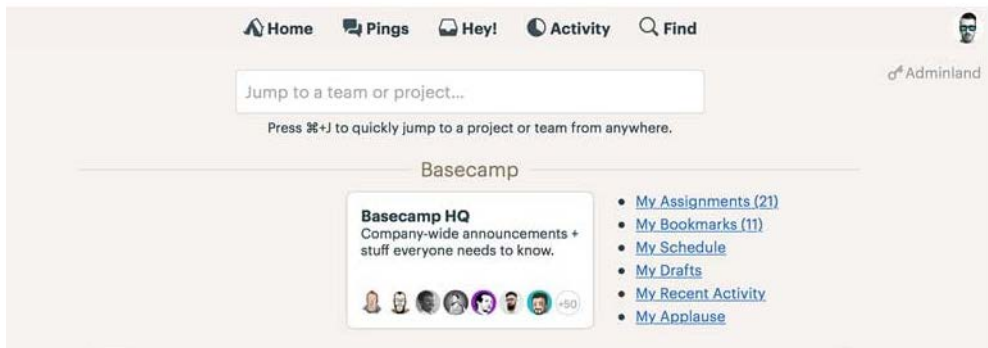 Home Pings Hey! Activity Find
Adminland
Jump to a team or project...
Press ⌘+J to quickly jump to a project or team from anywhere.
Basecamp
Basecamp HQ
Company-wide announcements +
stuff everyone needs to know.
+50
My Assignments (21)
My Bookmarks (11)
My Schedule
My Drafts
My Recent Activity
My Applause